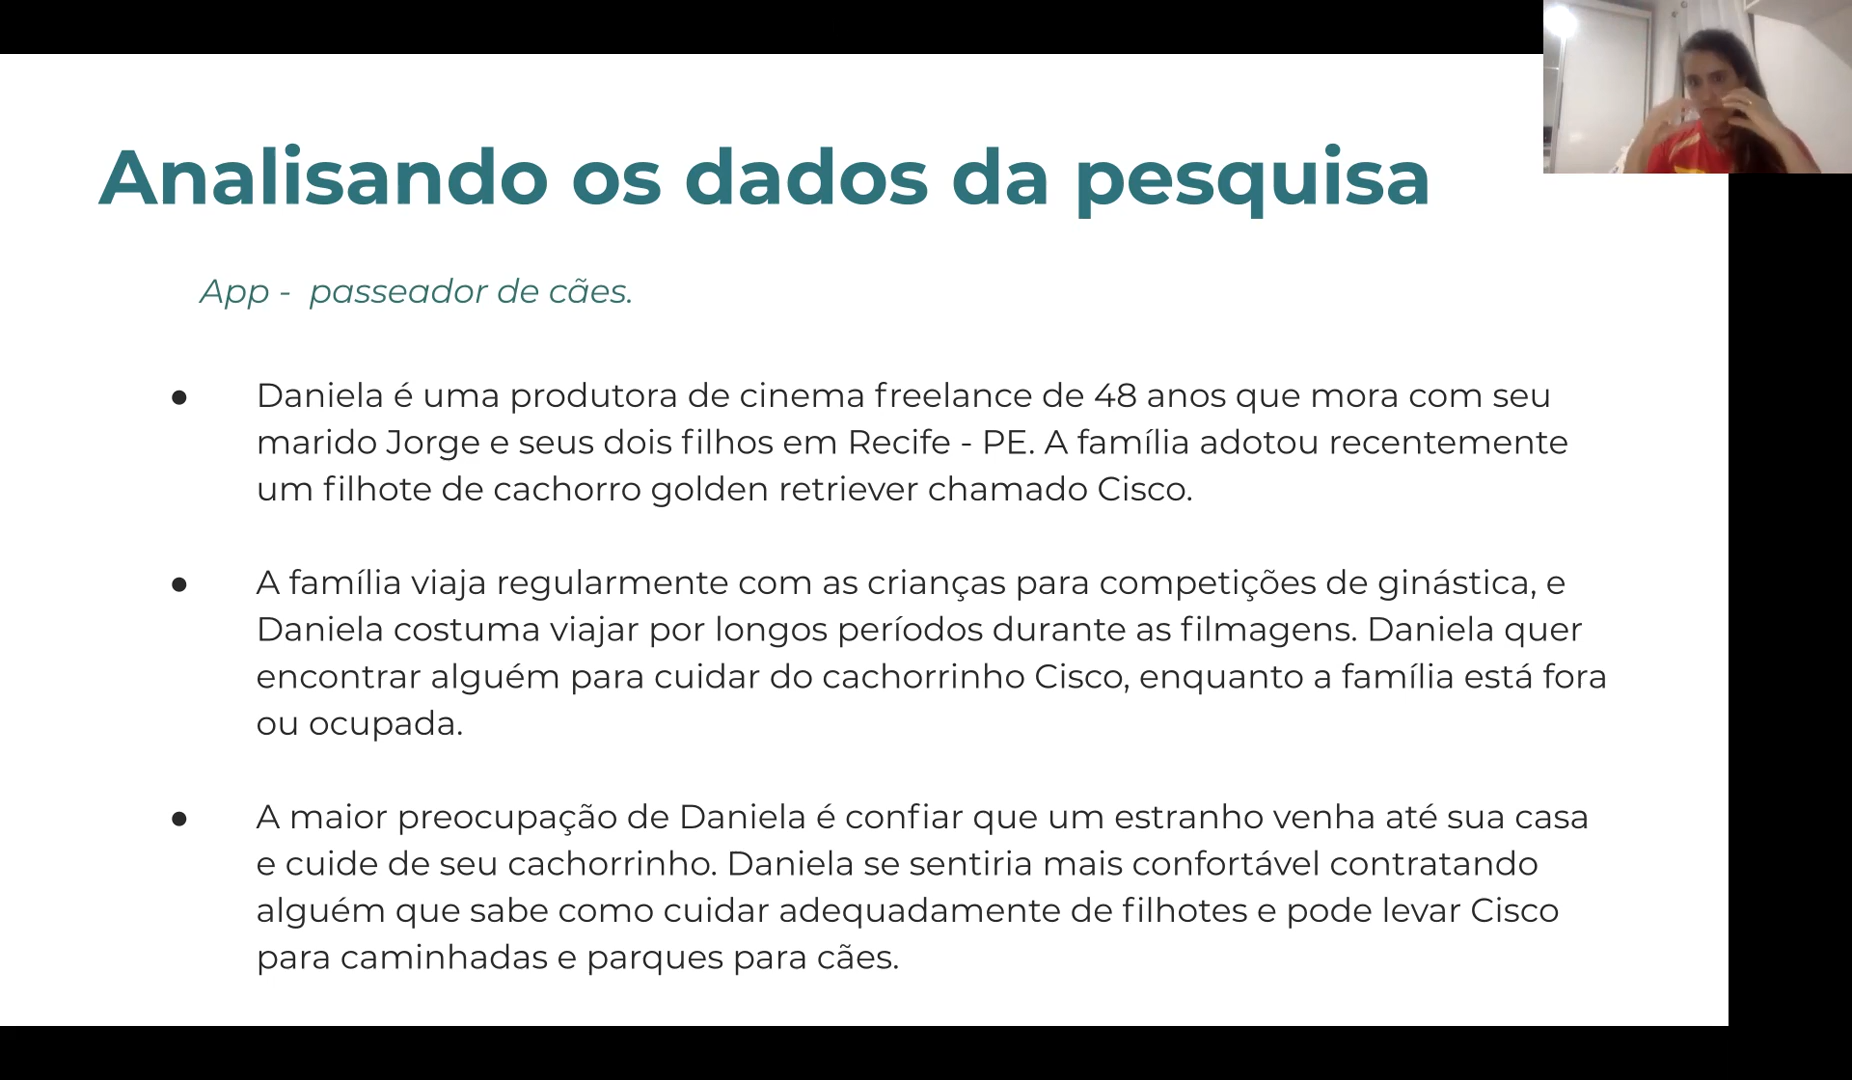 Analisando os dados da pesquisa
App - passeador de cães.
● Daniela é uma produtora de cinema freelance de 48 anos que mora com seu
marido Jorge e seus dois filhos em Recife - PE. A família adotou recentemente
um filhote de cachorro golden retriever chamado Cisco.
● A família viaja regularmente com as crianças para competições de ginástica, e
Daniela costuma viajar por longos períodos durante as filmagens. Daniela quer
encontrar alguém para cuidar do cachorrinho Cisco, enquanto a família está fora
ou ocupada.
● A maior preocupação de Daniela é confiar que um estranho venha até sua casa
e cuide de seu cachorrinho. Daniela se sentiria mais confortável contratando
alguém que sabe como cuidar adequadamente de filhotes e pode levar Cisco
para caminhadas e parques para cães.